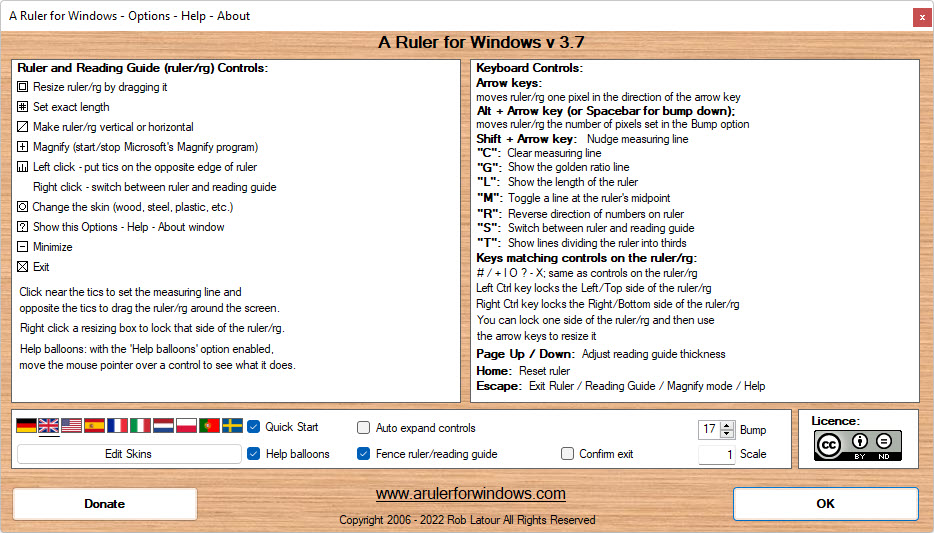 A Ruler for Windows - Options - Help - About
x
A Ruler for Windows v 3.7
Ruler and Reading Guide (ruler/rg) Controls:
Resize ruler/rg by dragging it
# Set exact length
Make ruler/rg vertical or horizontal
+ Magnify (start/stop Microsoft's Magnify program)
Left click - put tics on the opposite edge of ruler
Right click - switch between ruler and reading guide
Change the skin (wood, steel, plastic, etc.)
? Show this Options - Help - About window
Minimize
X Exit
Click near the tics to set the measuring line and
opposite the tics to drag the ruler/rg around the screen.
Right click a resizing box to lock that side of the ruler/rg.
Help balloons: with the 'Help balloons' option enabled,
move the mouse pointer over a control to see what it does.
Keyboard Controls:
Arrow keys:
moves ruler/rg one pixel in the direction of the arrow key
Alt + Arrow key (or Spacebar for bump down);
moves ruler/rg the number of pixels set in the Bump option
Shift + Arrow key: Nudge measuring line
"C": Clear measuring line
"G": Show the golden ratio line
"L": Show the length of the ruler
"M": Toggle a line at the ruler's midpoint
"R": Reverse direction of numbers on ruler
"S": Switch between ruler and reading guide
"T": Show lines dividing the ruler into thirds
Keys matching controls on the ruler/rg:
# / + I O ? - X; same as controls on the ruler/rg
Left Ctrl key locks the Left/Top side of the ruler/rg
Right Ctrl key locks the Right/Bottom side of the ruler/rg
You can lock one side of the ruler/rg and then use
the arrow keys to resize it
Page Up / Down: Adjust reading guide thickness
Home: Reset ruler
Escape: Exit Ruler / Reading Guide / Magnify mode / Help
Quick Start
Auto expand controls
17 Bump
Edit Skins
Help balloons
Fence ruler/reading guide
Confirm exit
1 Scale
Licence:
cc
BY ND
Donate
www.arulerforwindows.com
Copyright 2006 - 2022 Rob Latour All Rights Reserved
OK